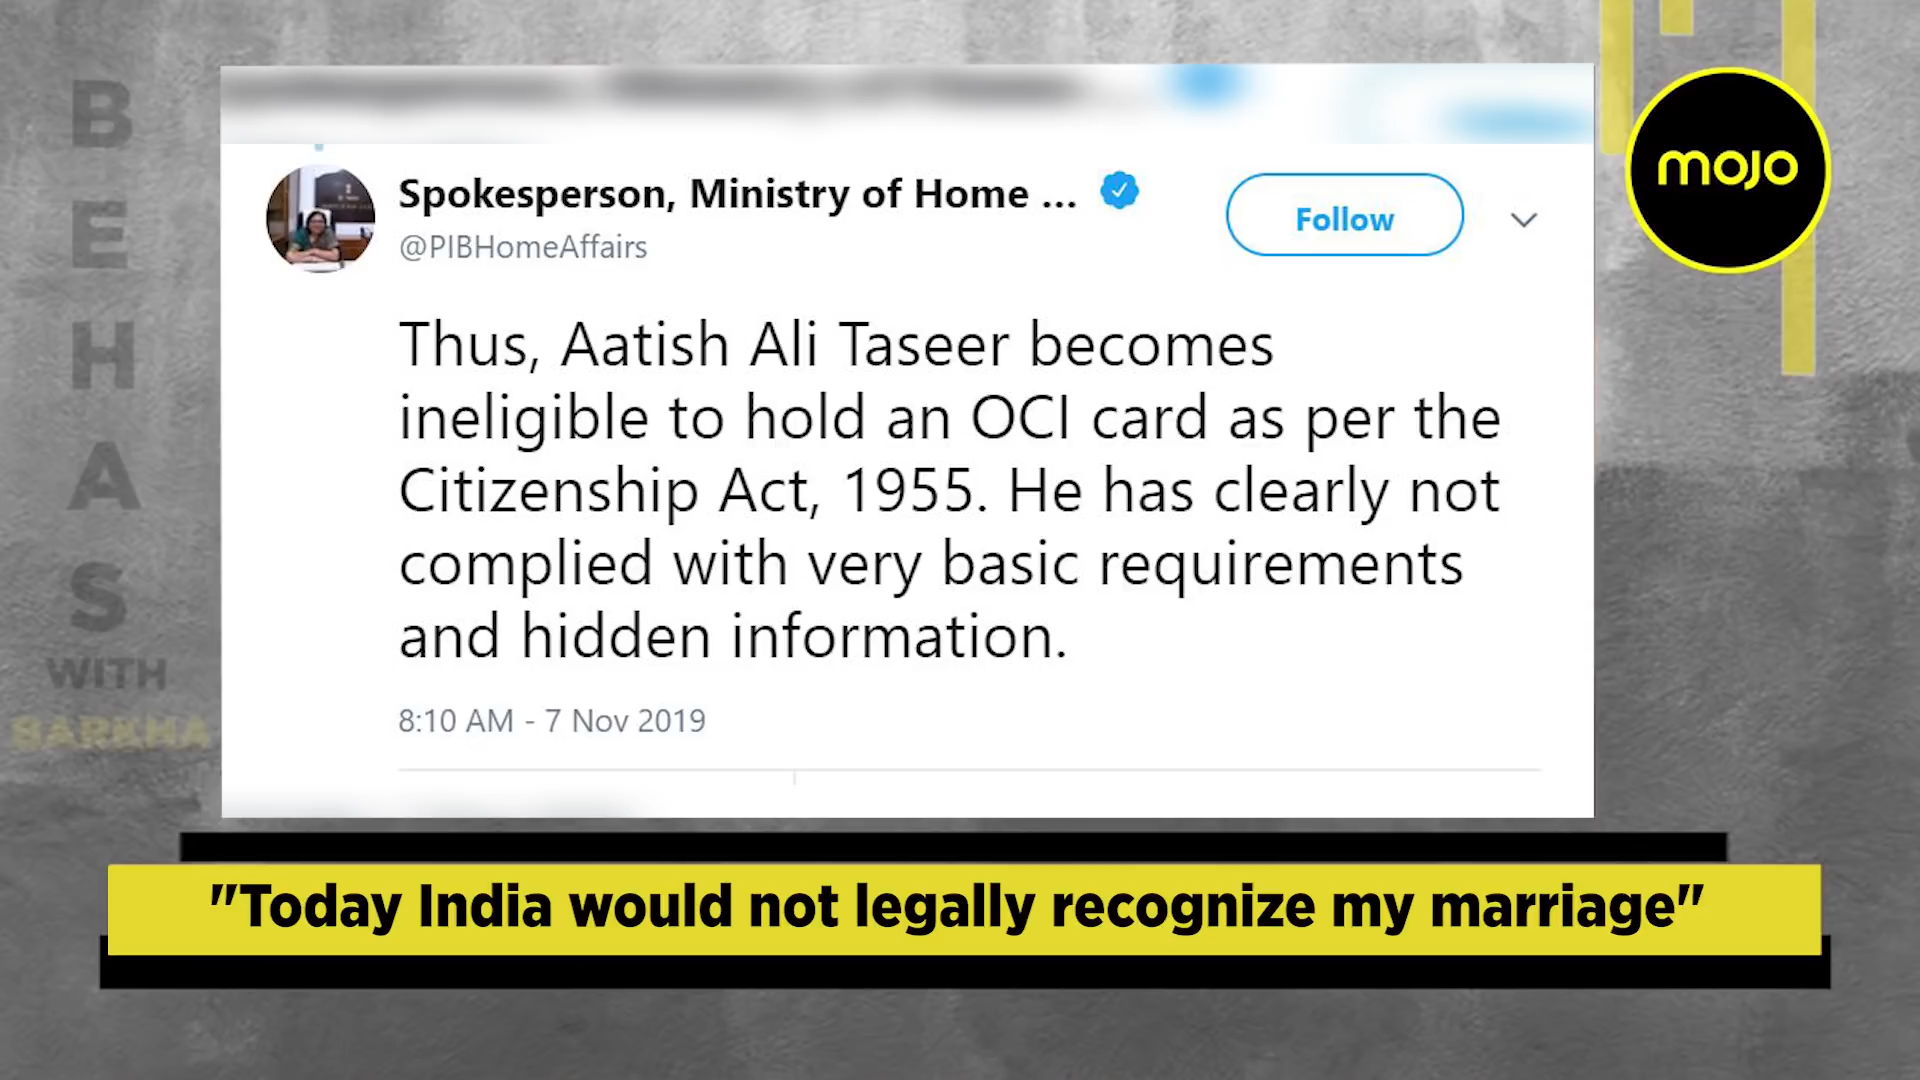 BEHAS
WITH
BARKHA
mojo
Spokesperson, Ministry of Home ...
@PIBHomeAffairs
Follow
Thus, Aatish Ali Taseer becomes
ineligible to hold an OCI card as per the
Citizenship Act, 1955. He has clearly not
complied with very basic requirements
and hidden information.
8:10 AM - 7 Nov 2019
"Today India would not legally recognize my marriage"